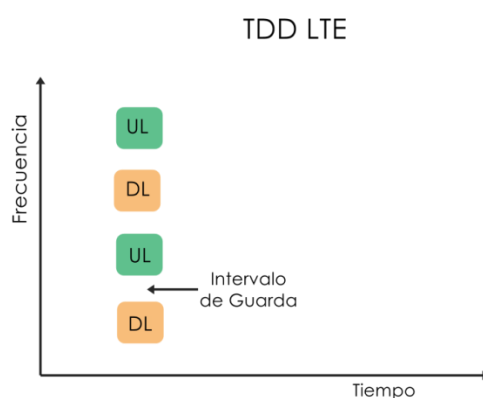 TDD LTE
Frecuencia
UL
DL
UL
Intervalo
de Guarda
DL
Tiempo